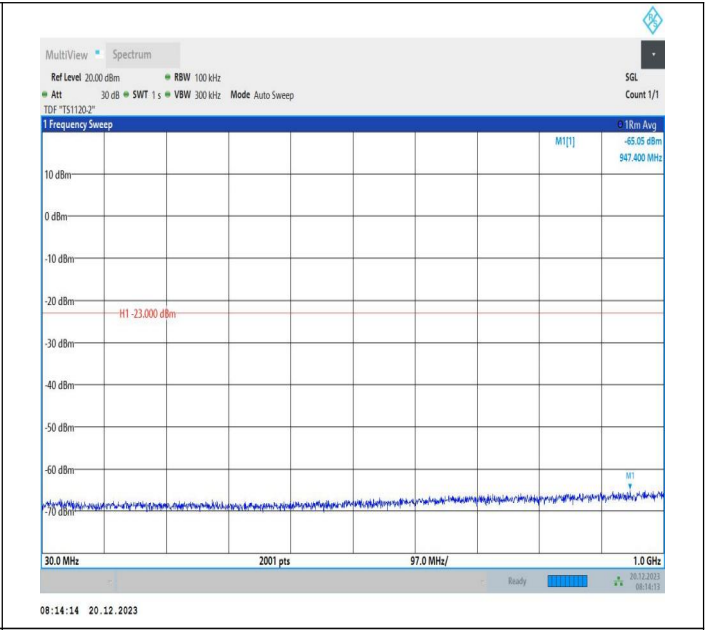 R&S
MultiView Spectrum
Ref Level 20.00 dBm RBW 100 kHz SGL
Att 30 dB SWT 1 s VBW 300 kHz Mode Auto Sweep Count 1/1
TDF "TS1120-2"
1 Frequency Sweep 1Rm Avg
M1[1] -65.05 dBm
947.400 MHz
10 dBm
0 dBm
-10 dBm
-20 dBm
H1 -23.000 dBm
-30 dBm
-40 dBm
-50 dBm
-60 dBm
M1
-70 dBm
30.0 MHz 2001 pts 97.0 MHz/ 1.0 GHz
Ready 20.12.2023
08:14:13
08:14:14 20.12.2023